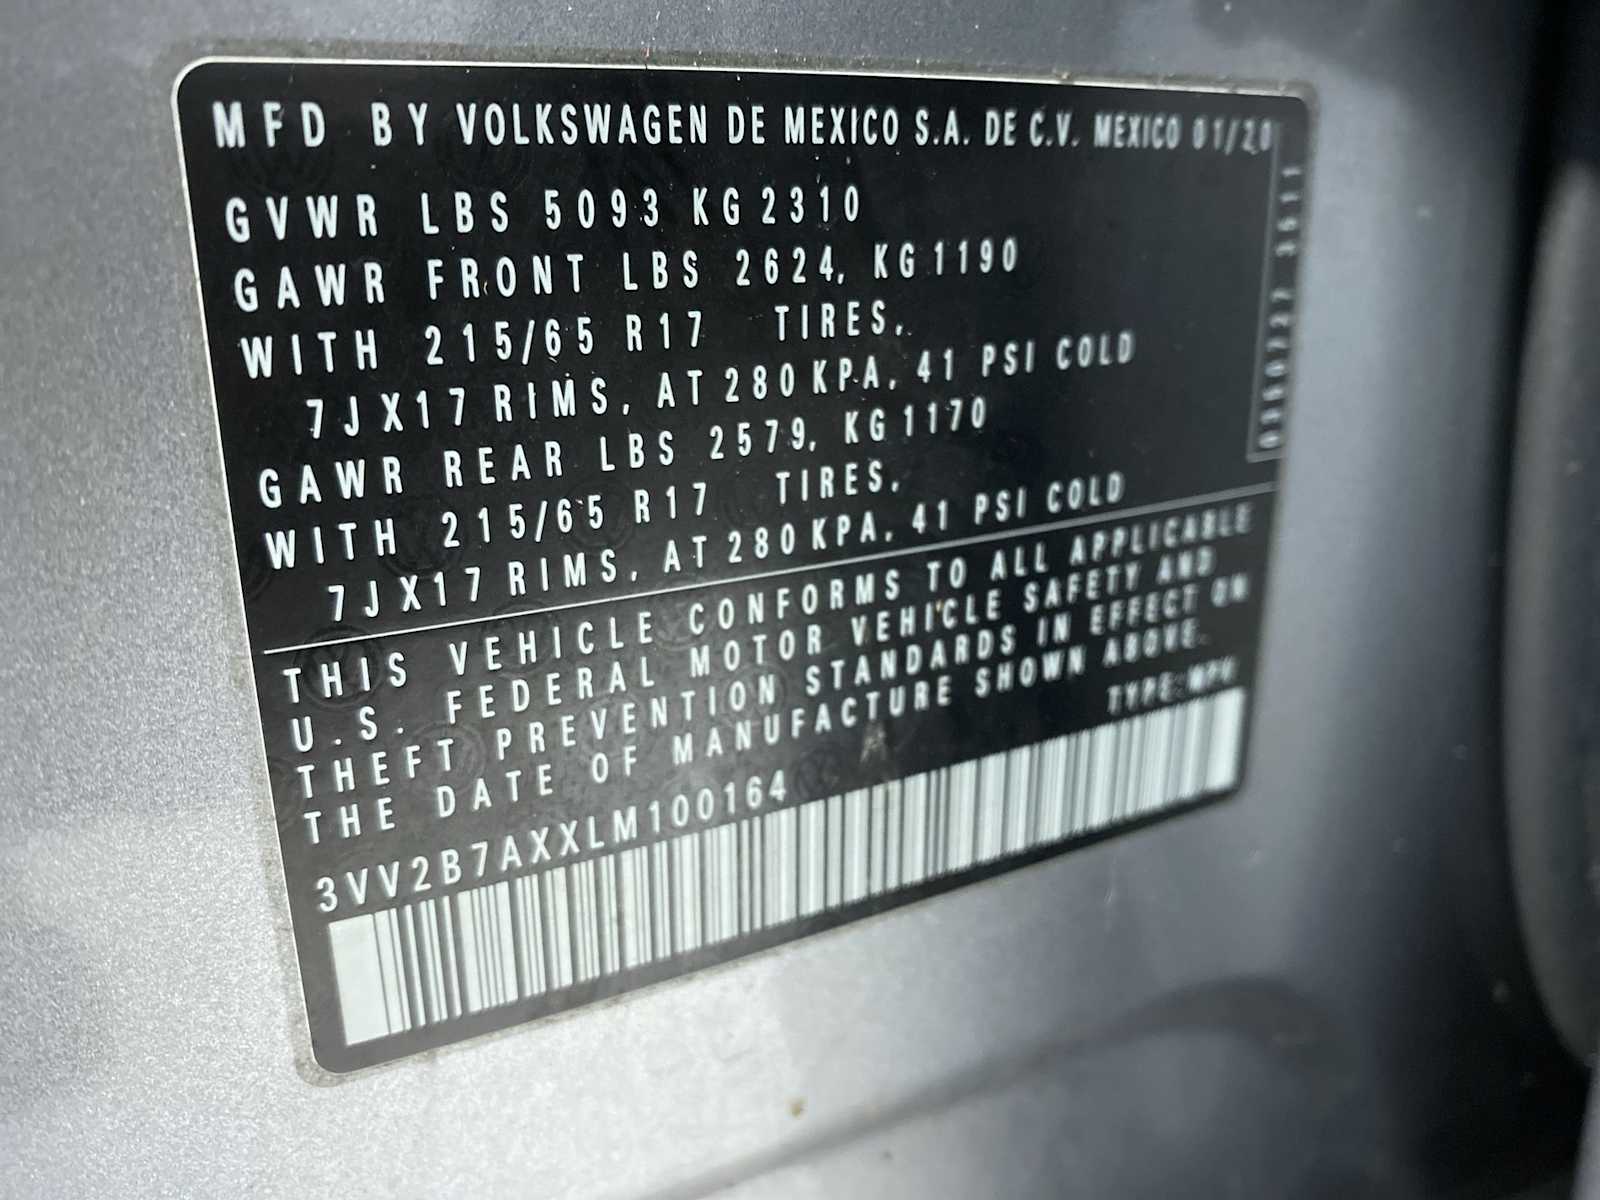 MFD BY VOLKSWAGEN DE MEXICO S.A. DE C.V. MEXICO 01/20
GVWR LBS 5093 KG 2310
GAWR FRONT LBS 2624, KG 1190
WITH 215/65 R17 TIRES,
7JX17 RIMS, AT 280 KPA, 41 PSI COLD
GAWR REAR LBS 2579, KG 1170
WITH 215/65 R17 TIRES,
7JX17 RIMS, AT 280 KPA, 41 PSI COLD
THIS VEHICLE CONFORMS TO ALL APPLICABLE
U.S. FEDERAL MOTOR VEHICLE SAFETY AND
THEFT PREVENTION STANDARDS IN EFFECT ON
THE DATE OF MANUFACTURE SHOWN ABOVE.
TYPE:MPV
3VV2B7AXXLM100164